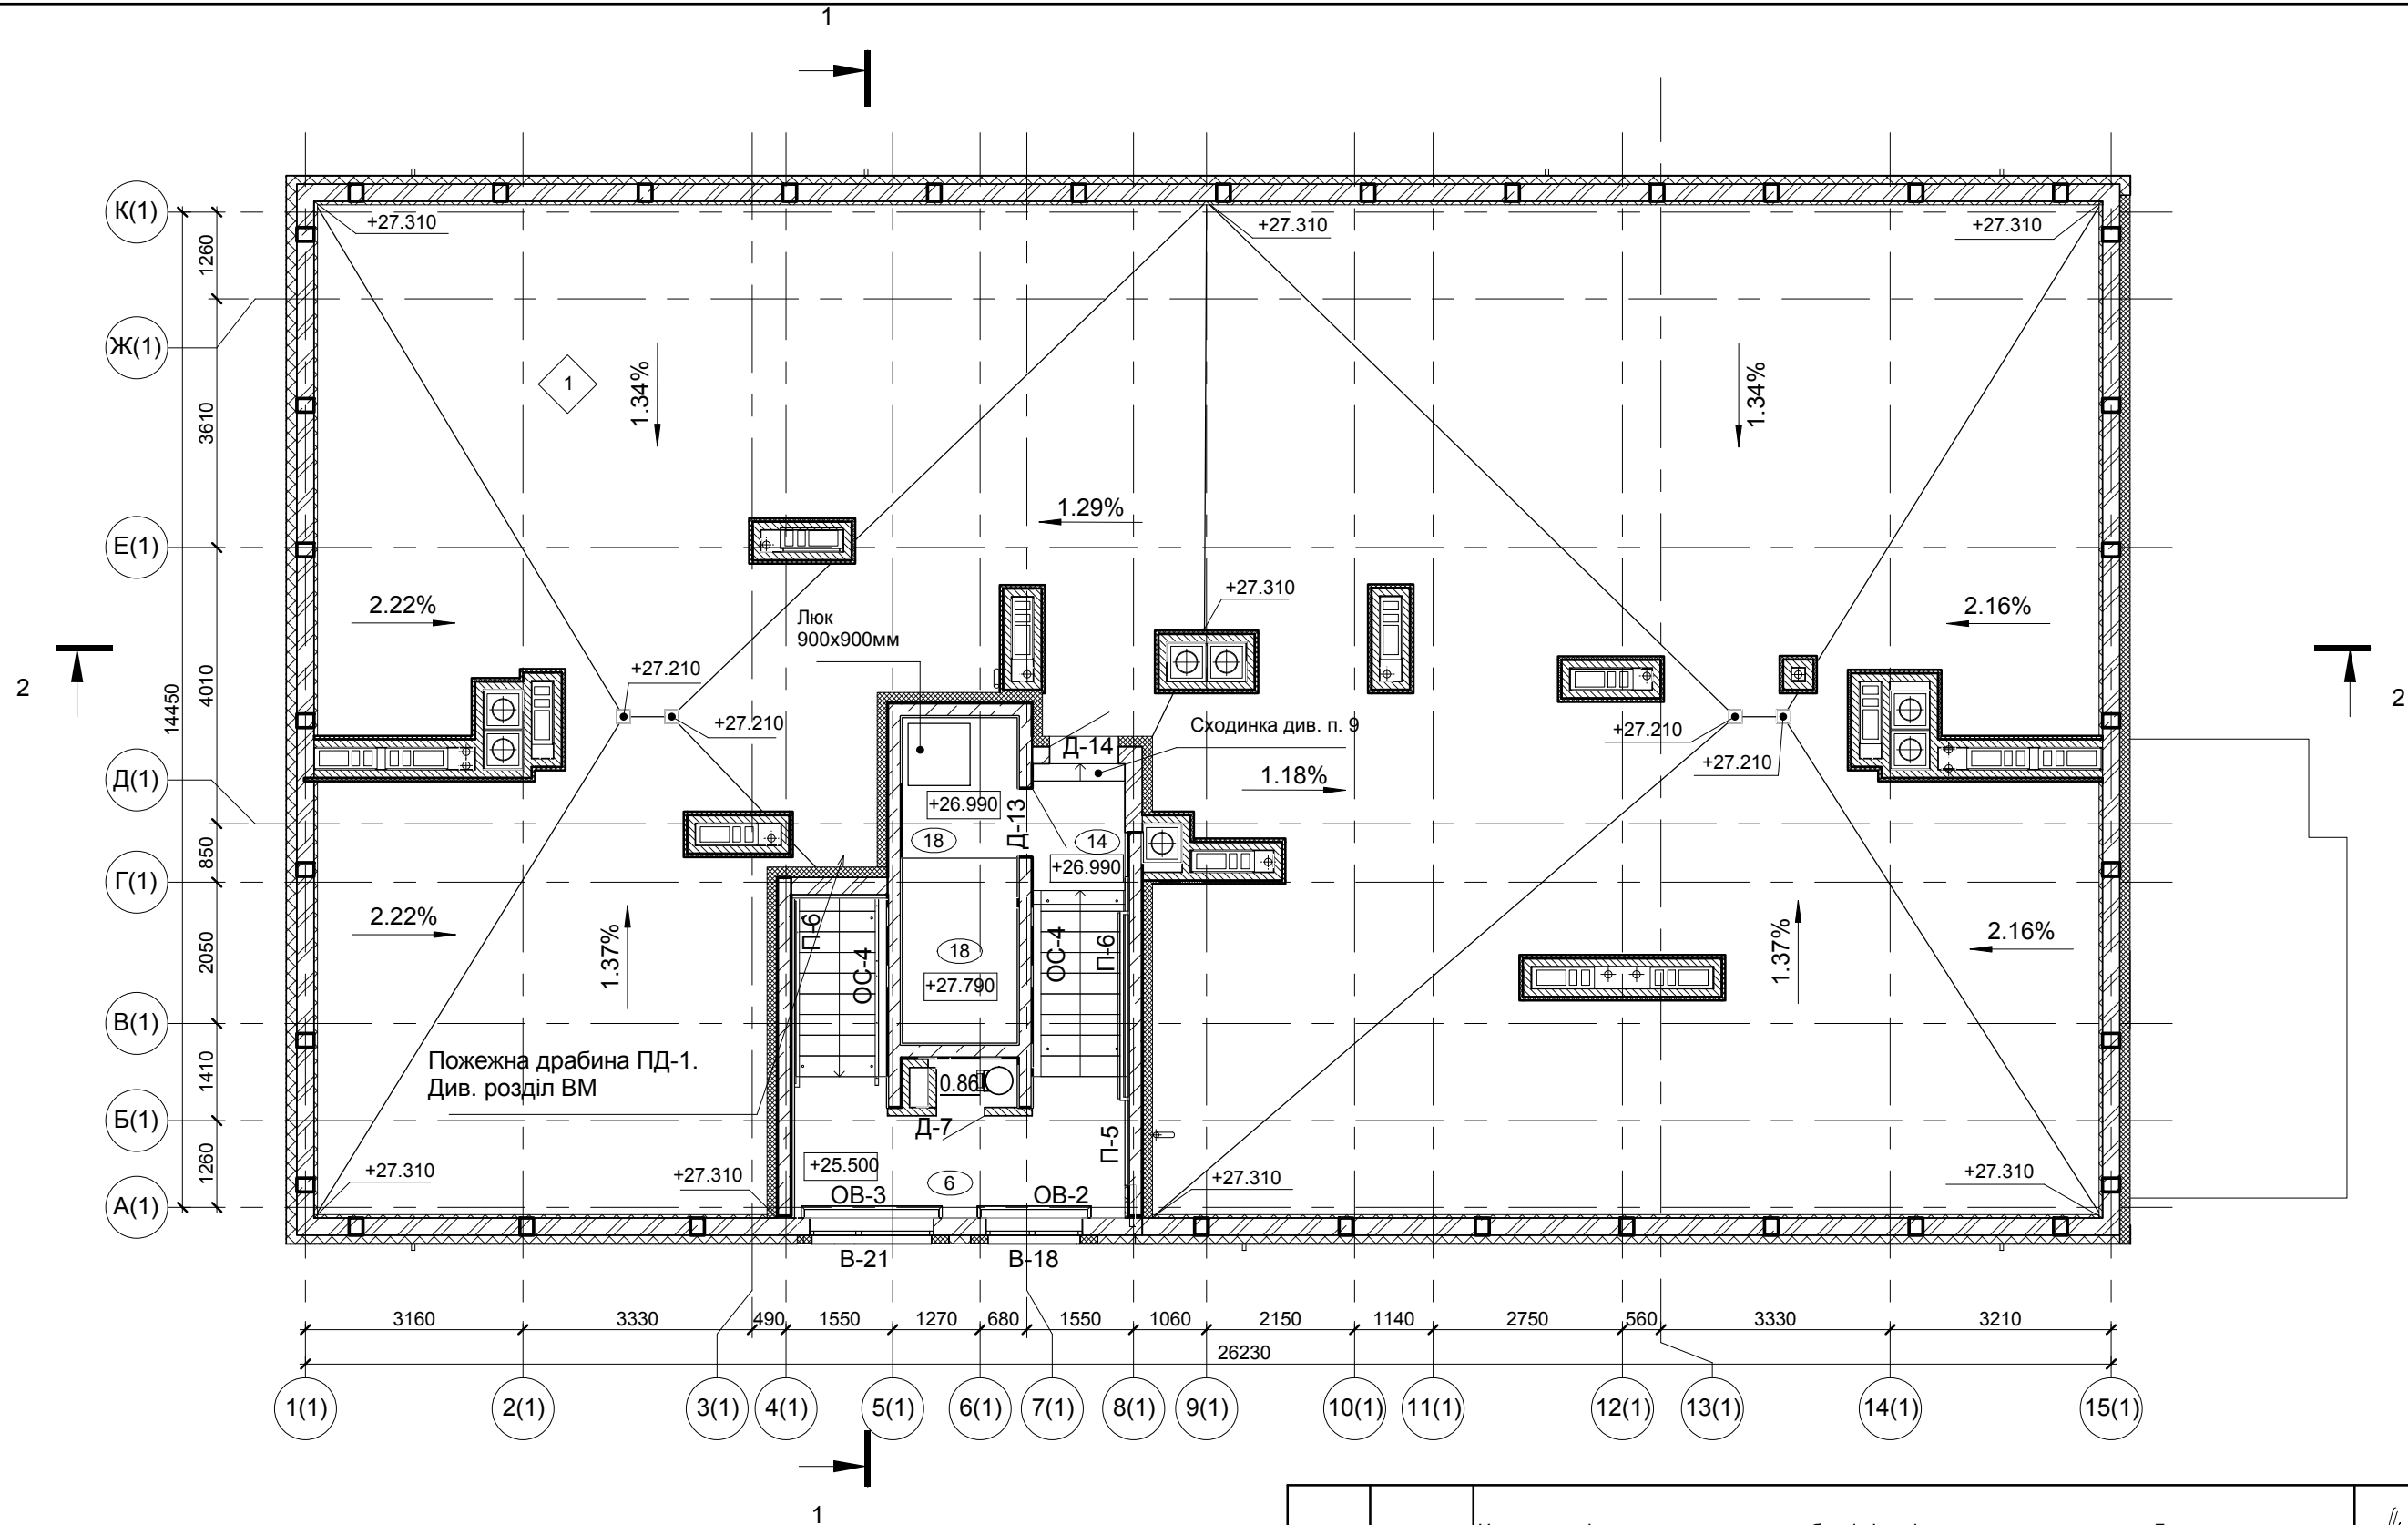 1
К(1)
Ж(1)
Е(1)
Д(1)
Г(1)
В(1)
Б(1)
А(1)
1260
3610
4010
850
2050
1410
1260
14450
+27.310
+27.310
+27.310
1
1.34%
1.34%
1.29%
2.22%
2.16%
Люк
900х900мм
+27.310
2
2
+27.210
+27.210
+27.210
+27.210
Сходинка див. п. 9
Д-14
1.18%
+26.990
Д-13
18
14
+26.990
2.22%
1.37%
П-6
ОС-4
18
+27.790
ОС-4
П-6
1.37%
2.16%
Пожежна драбина ПД-1.
Див. розділ ВМ
0.86
Д-7
П-5
+27.310
+27.310
+25.500
6
+27.310
+27.310
ОВ-3
ОВ-2
В-21
В-18
3160
3330
490
1550
1270
680
1550
1060
2150
1140
2750
560
3330
3210
26230
1(1)
2(1)
3(1)
4(1)
5(1)
6(1)
7(1)
8(1)
9(1)
10(1)
11(1)
12(1)
13(1)
14(1)
15(1)
1